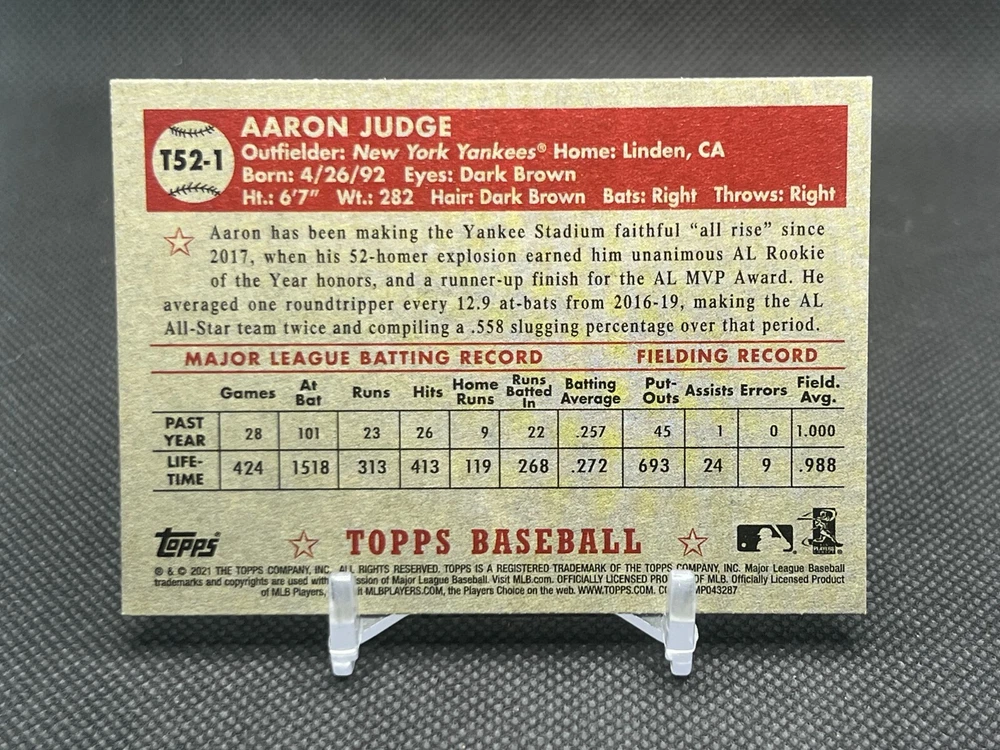 T52-1
AARON JUDGE
Outfielder: New York Yankees® Home: Linden, CA
Born: 4/26/92 Eyes: Dark Brown
Ht.: 6'7" Wt.: 282 Hair: Dark Brown Bats: Right Throws: Right
Aaron has been making the Yankee Stadium faithful “all rise” since
2017, when his 52-homer explosion earned him unanimous AL Rookie
of the Year honors, and a runner-up finish for the AL MVP Award. He
averaged one roundtripper every 12.9 at-bats from 2016-19, making the AL
All-Star team twice and compiling a .558 slugging percentage over that period.
MAJOR LEAGUE BATTING RECORD FIELDING RECORD
Games At Bat Runs Hits Home Runs Runs Batted In Batting Average Put-Outs Assists Errors Field. Avg.
PAST YEAR 28 101 23 26 9 22 .257 45 1 0 1.000
LIFE-TIME 424 1518 313 413 119 268 .272 693 24 9 .988
Topps TOPPS BASEBALL
® & © 2021 THE TOPPS COMPANY, INC. ALL RIGHTS RESERVED. TOPPS IS A REGISTERED TRADEMARK OF THE TOPPS COMPANY, INC. Major League Baseball
trademarks and copyrights are used with ssion of Major League Baseball. Visit MLB.com. OFFICIALLY LICENSED PRO OF MLB. Officially Licensed Product
of MLB Players, it MLBPLAYERS.COM, the Players Choice on the web. WWW.TOPPS.COM. CO MP043287